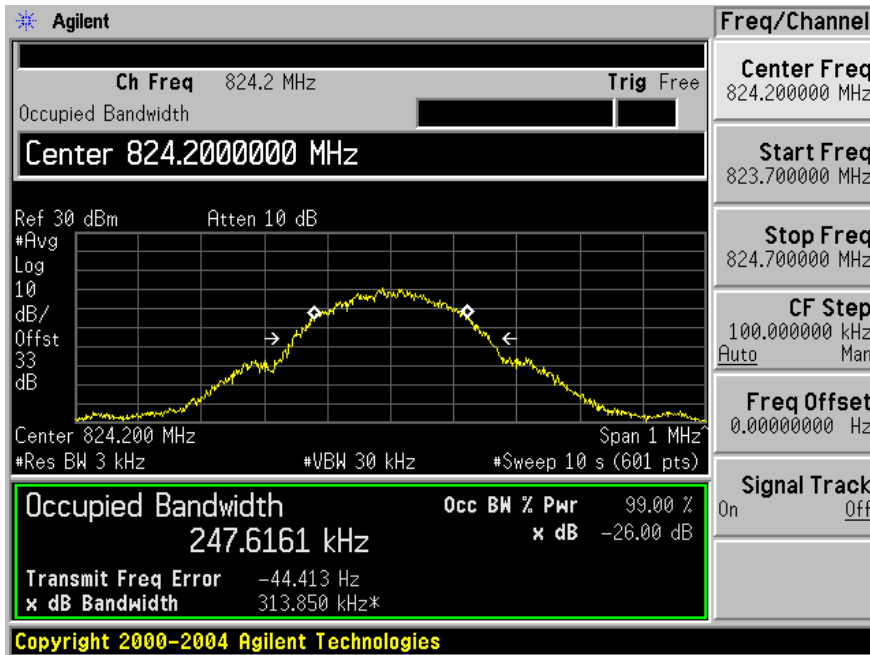 Agilent
Freq/Channel
Ch Freq 824.2 MHz Trig Free
Occupied Bandwidth
Center 824.2000000 MHz
Ref 30 dBm Atten 10 dB
#Avg
Log
10
dB/
Offst
33
dB
Center 824.200 MHz Span 1 MHz^
#Res BW 3 kHz #VBW 30 kHz #Sweep 10 s (601 pts)
Occupied Bandwidth Occ BW % Pwr 99.00 %
247.6161 kHz x dB -26.00 dB
Transmit Freq Error -44.413 Hz
x dB Bandwidth 313.850 kHz*
Center Freq
824.200000 MHz
Start Freq
823.700000 MHz
Stop Freq
824.700000 MHz
CF Step
100.000000 kHz
Auto Man
Freq Offset
0.00000000 Hz
Signal Track
On Off
Copyright 2000-2004 Agilent Technologies